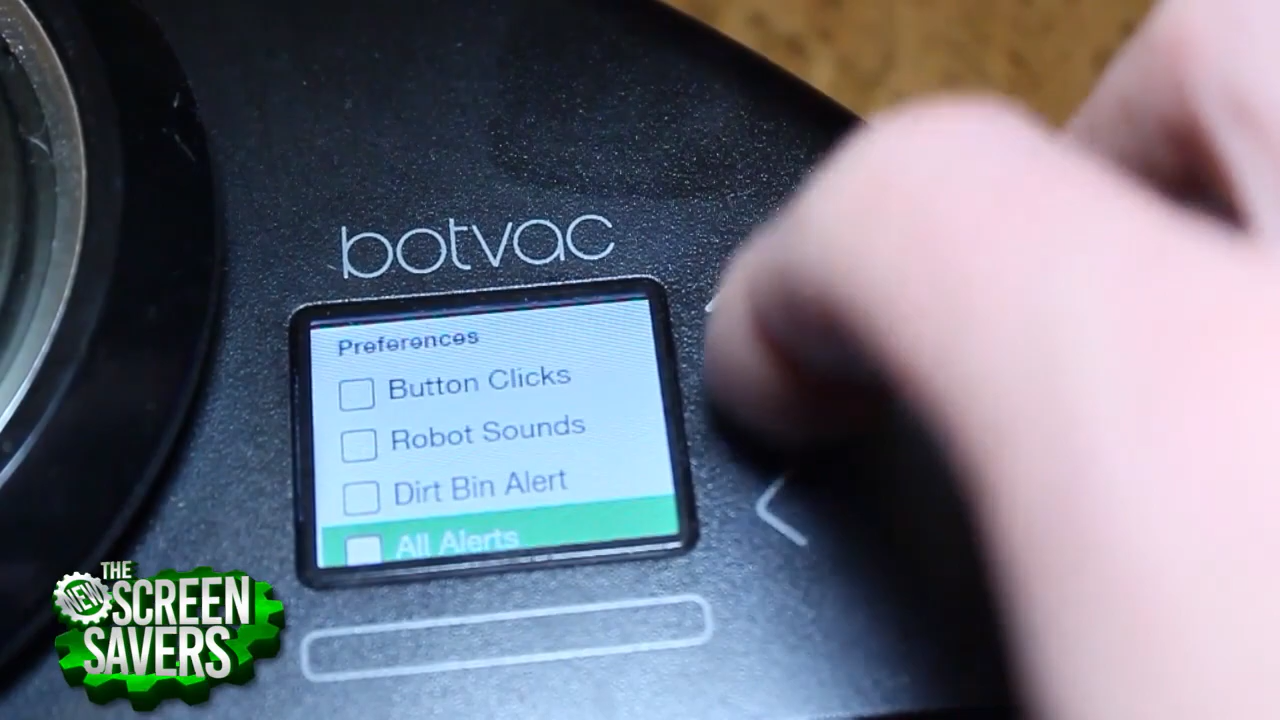 botvac
Preferences
Button Clicks
Robot Sounds
Dirt Bin Alert
All Alerts
THE
NEW SCREEN
SAVERS